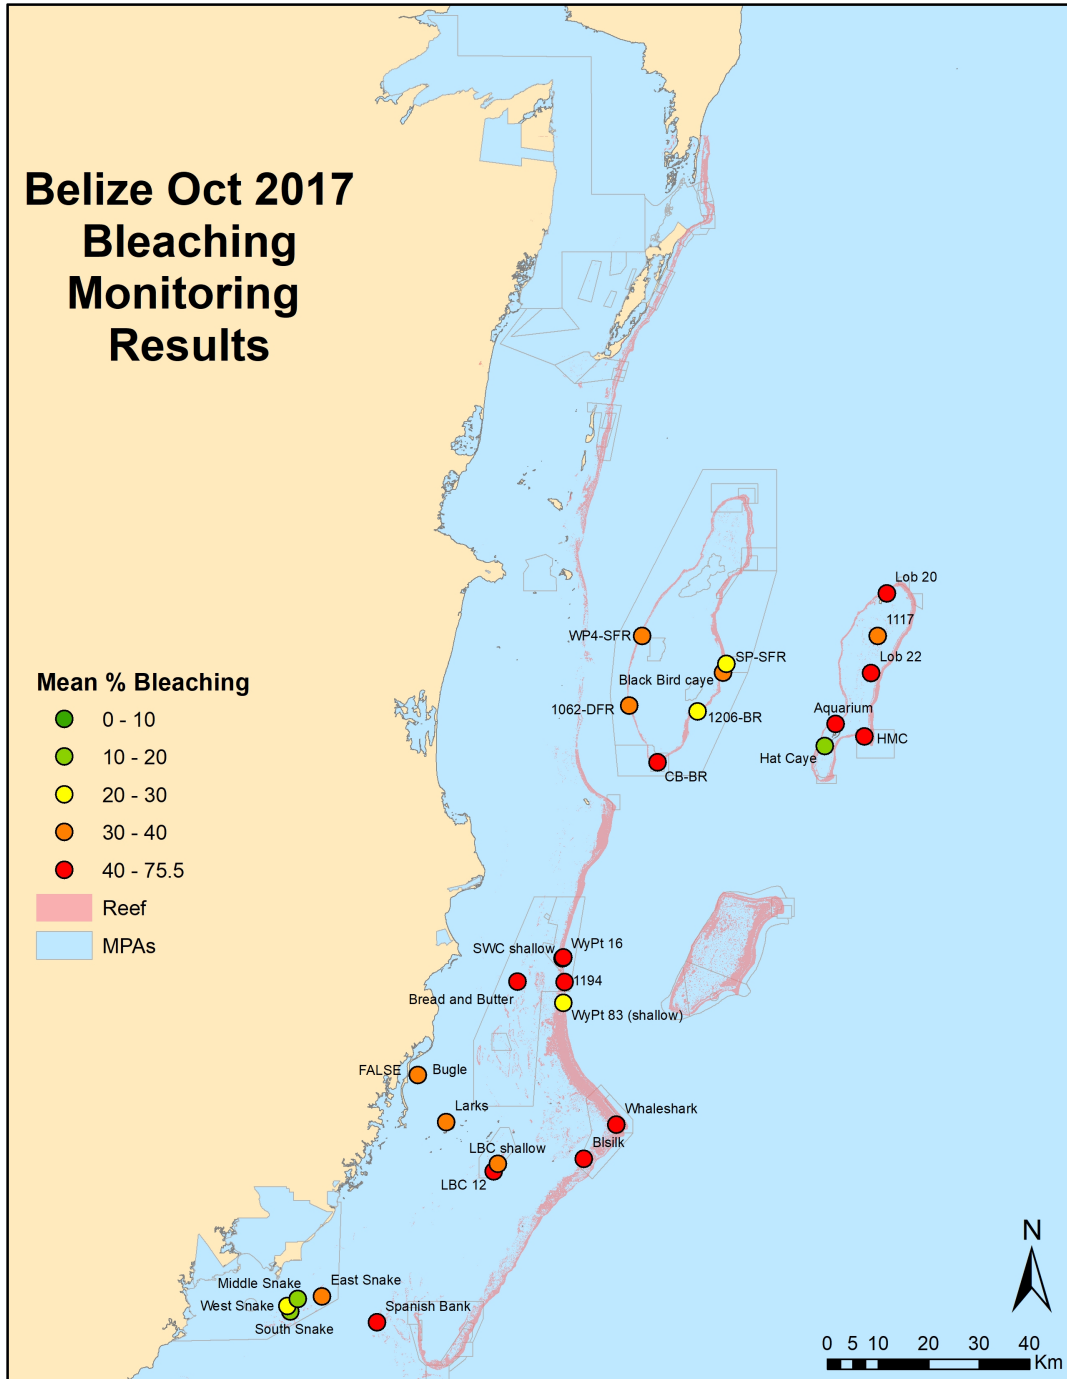 Belize Oct 2017
Bleaching
Monitoring
Results
Lob 20
1117
WP4-SFR
SP-SFR
Lob 22
Black Bird caye
1062-DFR
1206-BR
Aquarium
HMC
Hat Caye
CB-BR
Mean % Bleaching
0 - 10
10 - 20
20 - 30
30 - 40
40 - 75.5
Reef
MPAs
SWC shallow
WyPt 16
1194
Bread and Butter
WyPt 83 (shallow)
FALSE
Bugle
Larks
Whaleshark
LBC shallow
Blsilk
LBC 12
Middle Snake
East Snake
West Snake
South Snake
Spanish Bank
N
0 5 10 20 30 40
Km